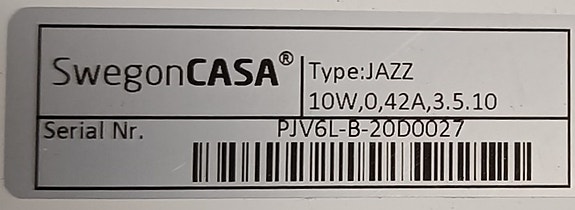 SwegonCASA® Type:JAZZ
10W,0,42A,3.5.10
Serial Nr. PJV6L-B-20D0027